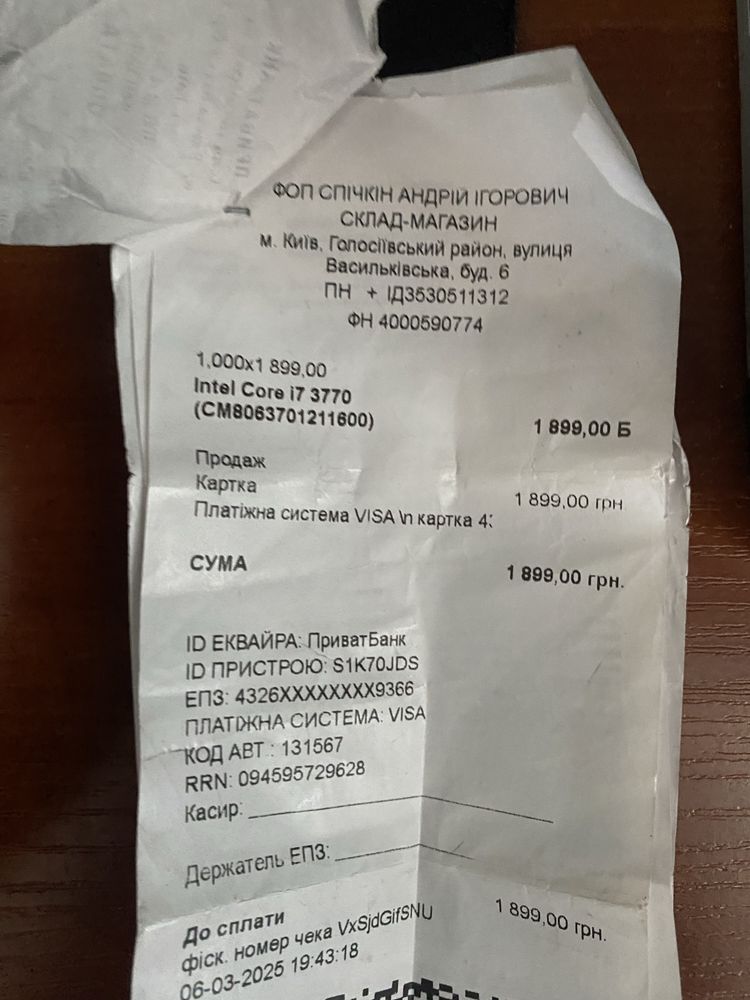 ФОП СПІЧКІН АНДРІЙ ІГОРОВИЧ
СКЛАД-МАГАЗИН
м. Київ, Голосіївський район, вулиця
Васильківська, буд. 6
ПН + ІД3530511312
ФН 4000590774
1,000x1 899,00
Intel Core i7 3770
(CM8063701211600) 1 899,00 Б
Продаж
Картка 1 899,00 грн
Платіжна система VISA \n картка 4
СУМА 1 899,00 грн.
ID ЕКВАЙРА: ПриватБанк
ID ПРИСТРОЮ: S1K70JDS
ЕПЗ: 4326XXXXXXXX9366
ПЛАТІЖНА СИСТЕМА: VISA
КОД АВТ.: 131567
RRN: 094595729628
Касир:
Держатель ЕПЗ:
До сплати 1 899,00 грн.
фіск. номер чека VxSjdGifSNU
06-03-2025 19:43:18